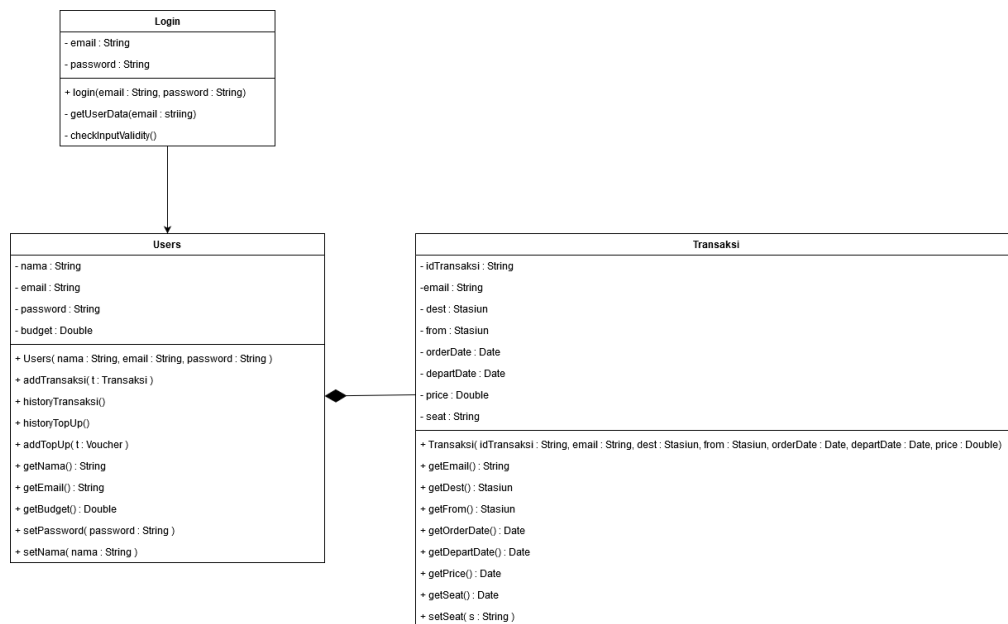 Login
- email : String
- password : String
+ login(email : String, password : String)
- getUserData(email : striing)
- checkInputValidity()
Users
- nama : String
- email : String
- password : String
- budget : Double
+ Users( nama : String, email : String, password : String )
+ addTransaksi( t : Transaksi )
+ historyTransaksi()
+ historyTopUp()
+ addTopUp( t : Voucher )
+ getNama() : String
+ getEmail() : String
+ getBudget() : Double
+ setPassword( password : String )
+ setNama( nama : String )
Transaksi
- idTransaksi : String
-email : String
- dest : Stasiun
- from : Stasiun
- orderDate : Date
- departDate : Date
- price : Double
- seat : String
+ Transaksi( idTransaksi : String, email : String, dest : Stasiun, from : Stasiun, orderDate : Date, departDate : Date, price : Double)
+ getEmail() : String
+ getDest() : Stasiun
+ getFrom() : Stasiun
+ getOrderDate() : Date
+ getDepartDate() : Date
+ getPrice() : Date
+ getSeat() : Date
+ setSeat( s : String )